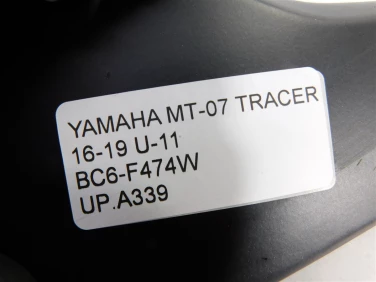 YAMAHA MT-07 TRACER
16-19 U-11
BC6-F474W
UP.A339